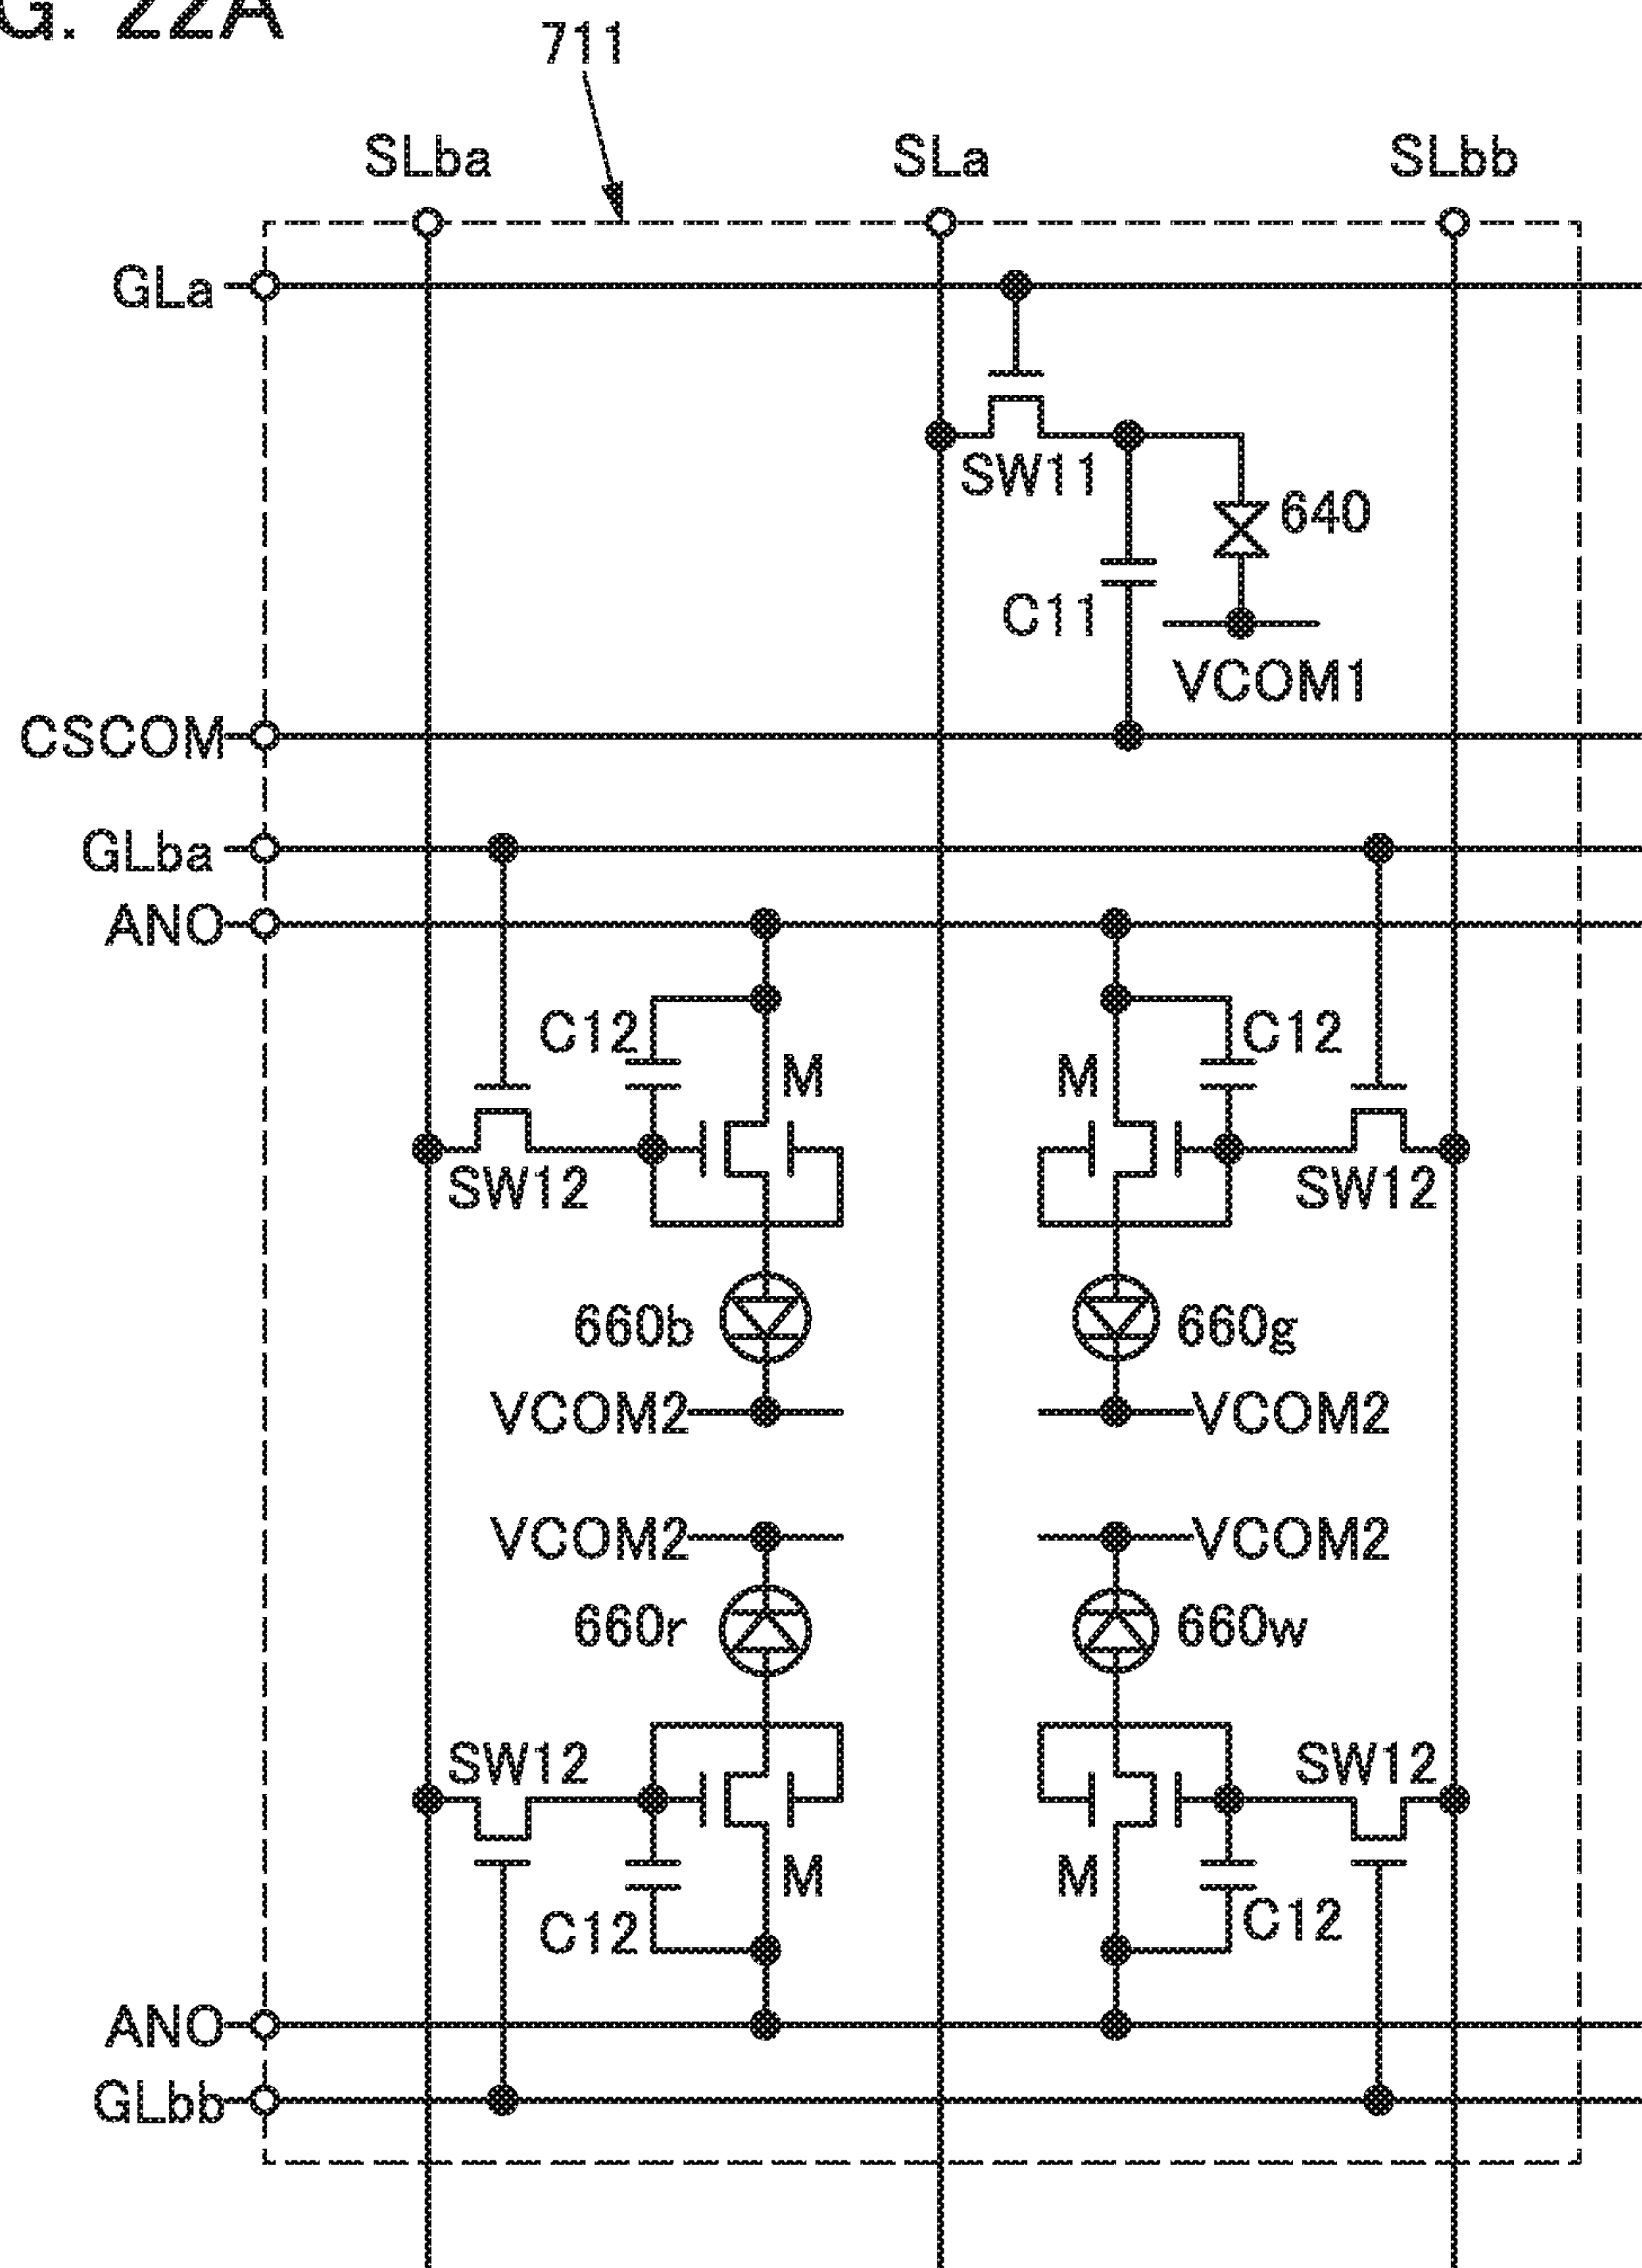 G. 22A
711
SLba SLa SLbb
GLa
SW11
640
C11
VCOM1
CSCOM
GLba
ANO
C12 M M C12
SW12 SW12
660b 660g
VCOM2 VCOM2
VCOM2 VCOM2
660r 660w
SW12 SW12
M M
C12 C12
ANO
GLbb